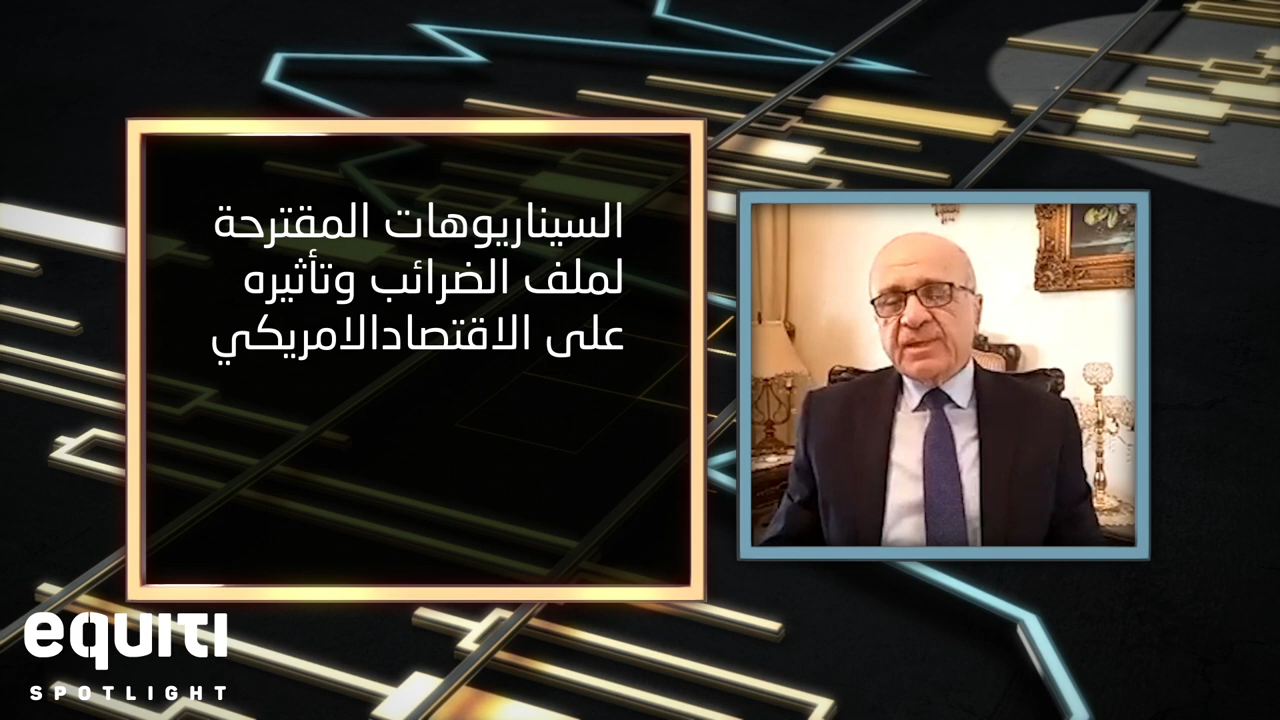 السيناريوهات المقترحة
لملف الضرائب وتأثيره
على الاقتصادالامريكي
equiti
SPOTLIGHT